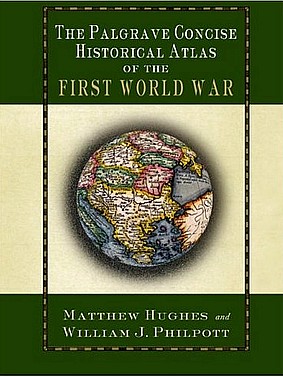 THE PALGRAVE CONCISE
HISTORICAL ATLAS
OF THE
FIRST WORLD WAR
MATTHEW HUGHES and
WILLIAM J. PHILPOTT